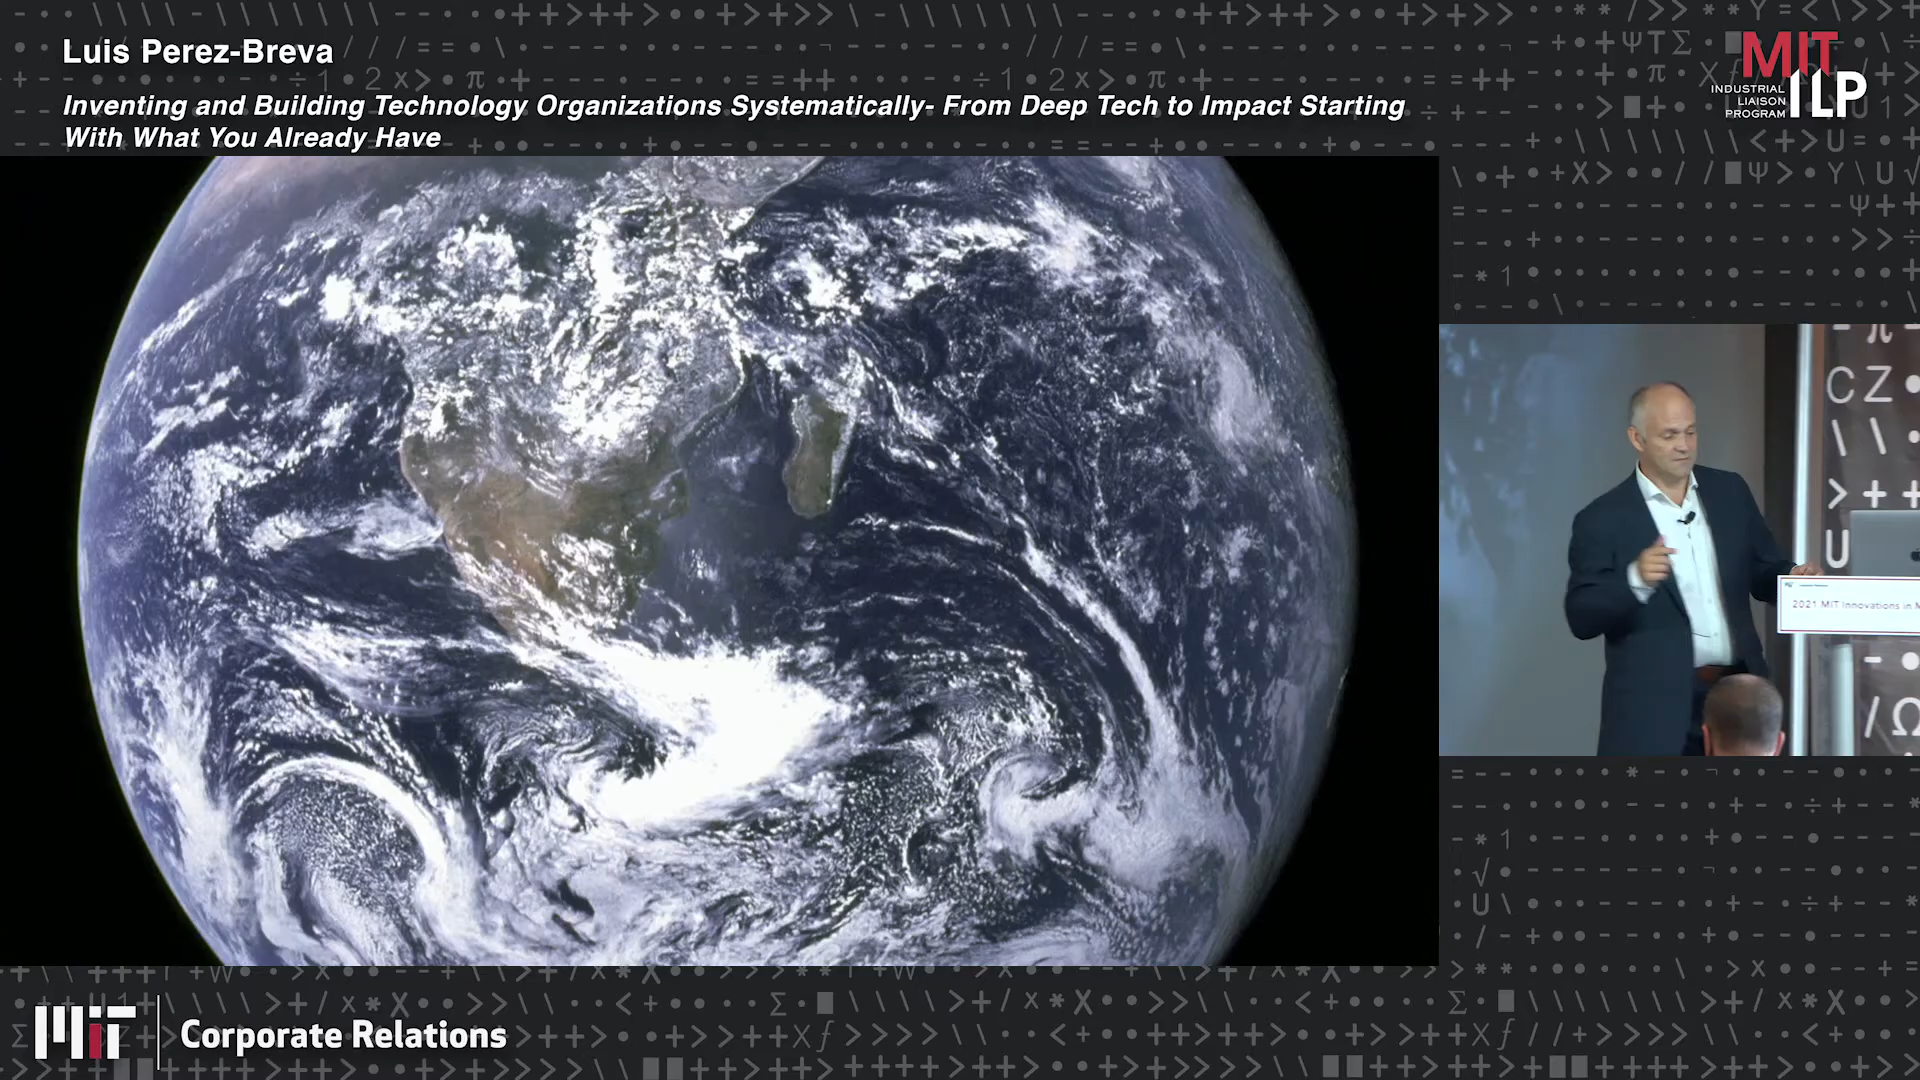 Luis Perez-Breva
Inventing and Building Technology Organizations Systematically- From Deep Tech to Impact Starting
With What You Already Have
MIT
ILP
INDUSTRIAL
LIAISON
PROGRAM
2021 MIT Innovations in M
MIT
Corporate Relations